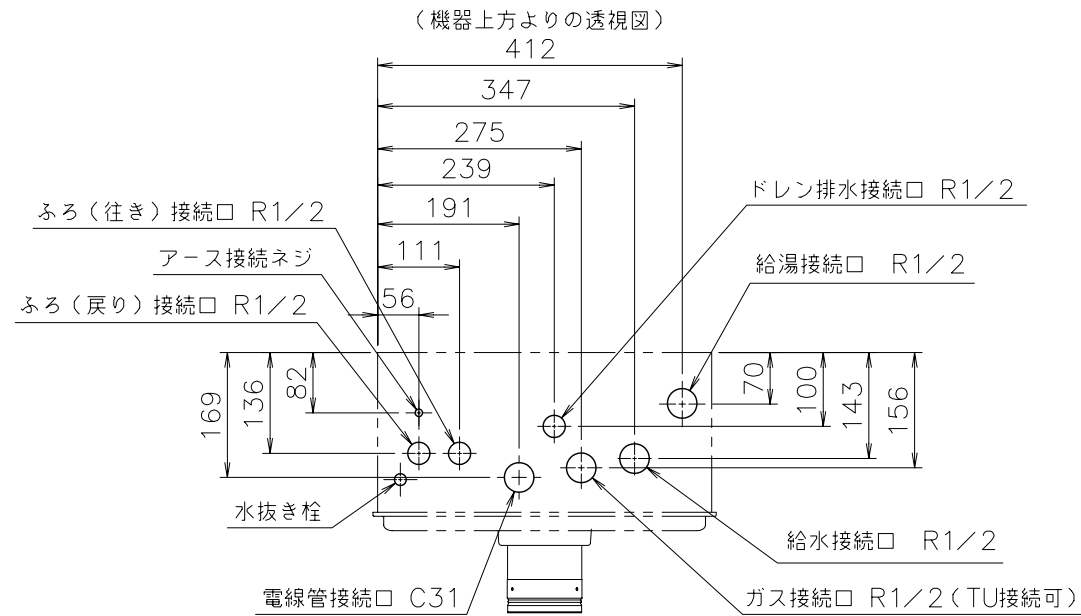 （機器上方よりの透視図）
412
347
275
239
191
111
56
ふろ（往き）接続口 R1／2
アース接続ネジ
ふろ（戻り）接続口 R1／2
ドレン排水接続口 R1／2
給湯接続口 R1／2
169
136
82
70
100
143
156
水抜き栓
電線管接続口 C31
給水接続口 R1／2
ガス接続口 R1／2（TU接続可）